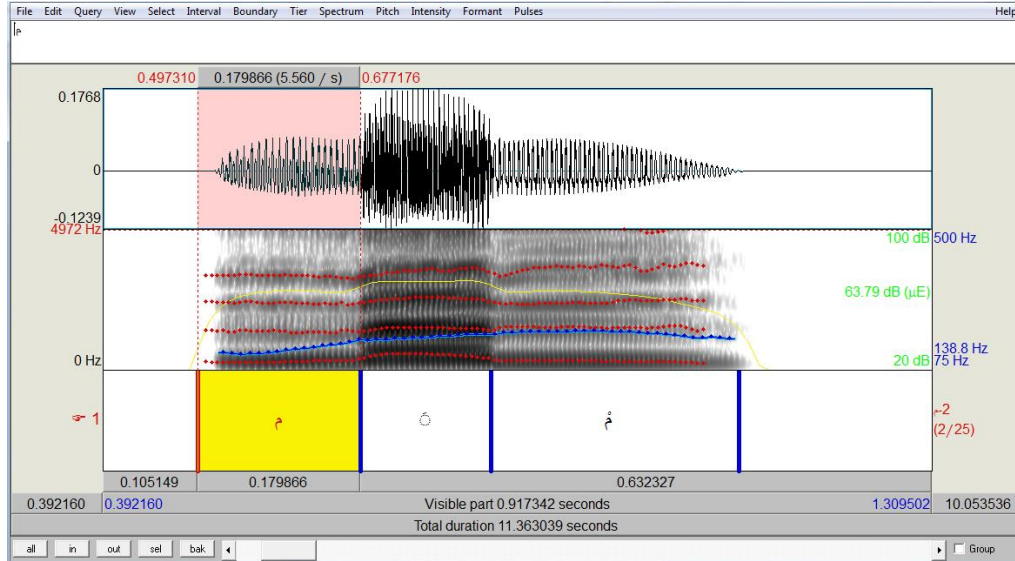 File Edit Query View Select Interval Boundary Tier Spectrum Pitch Intensity Formant Pulses Help
م
0.497310 0.179866 (5.560 / s) 0.677176
0.1768
0
-0.1239
4972 Hz 100 dB 500 Hz
63.79 dB (µE)
138.8 Hz
0 Hz 20 dB 75 Hz
☞ 1 م َ مْ
(2/25)
0.105149 0.179866 0.632327
0.392160 0.392160 Visible part 0.917342 seconds 1.309502 10.053536
Total duration 11.363039 seconds
all in out sel bak Group